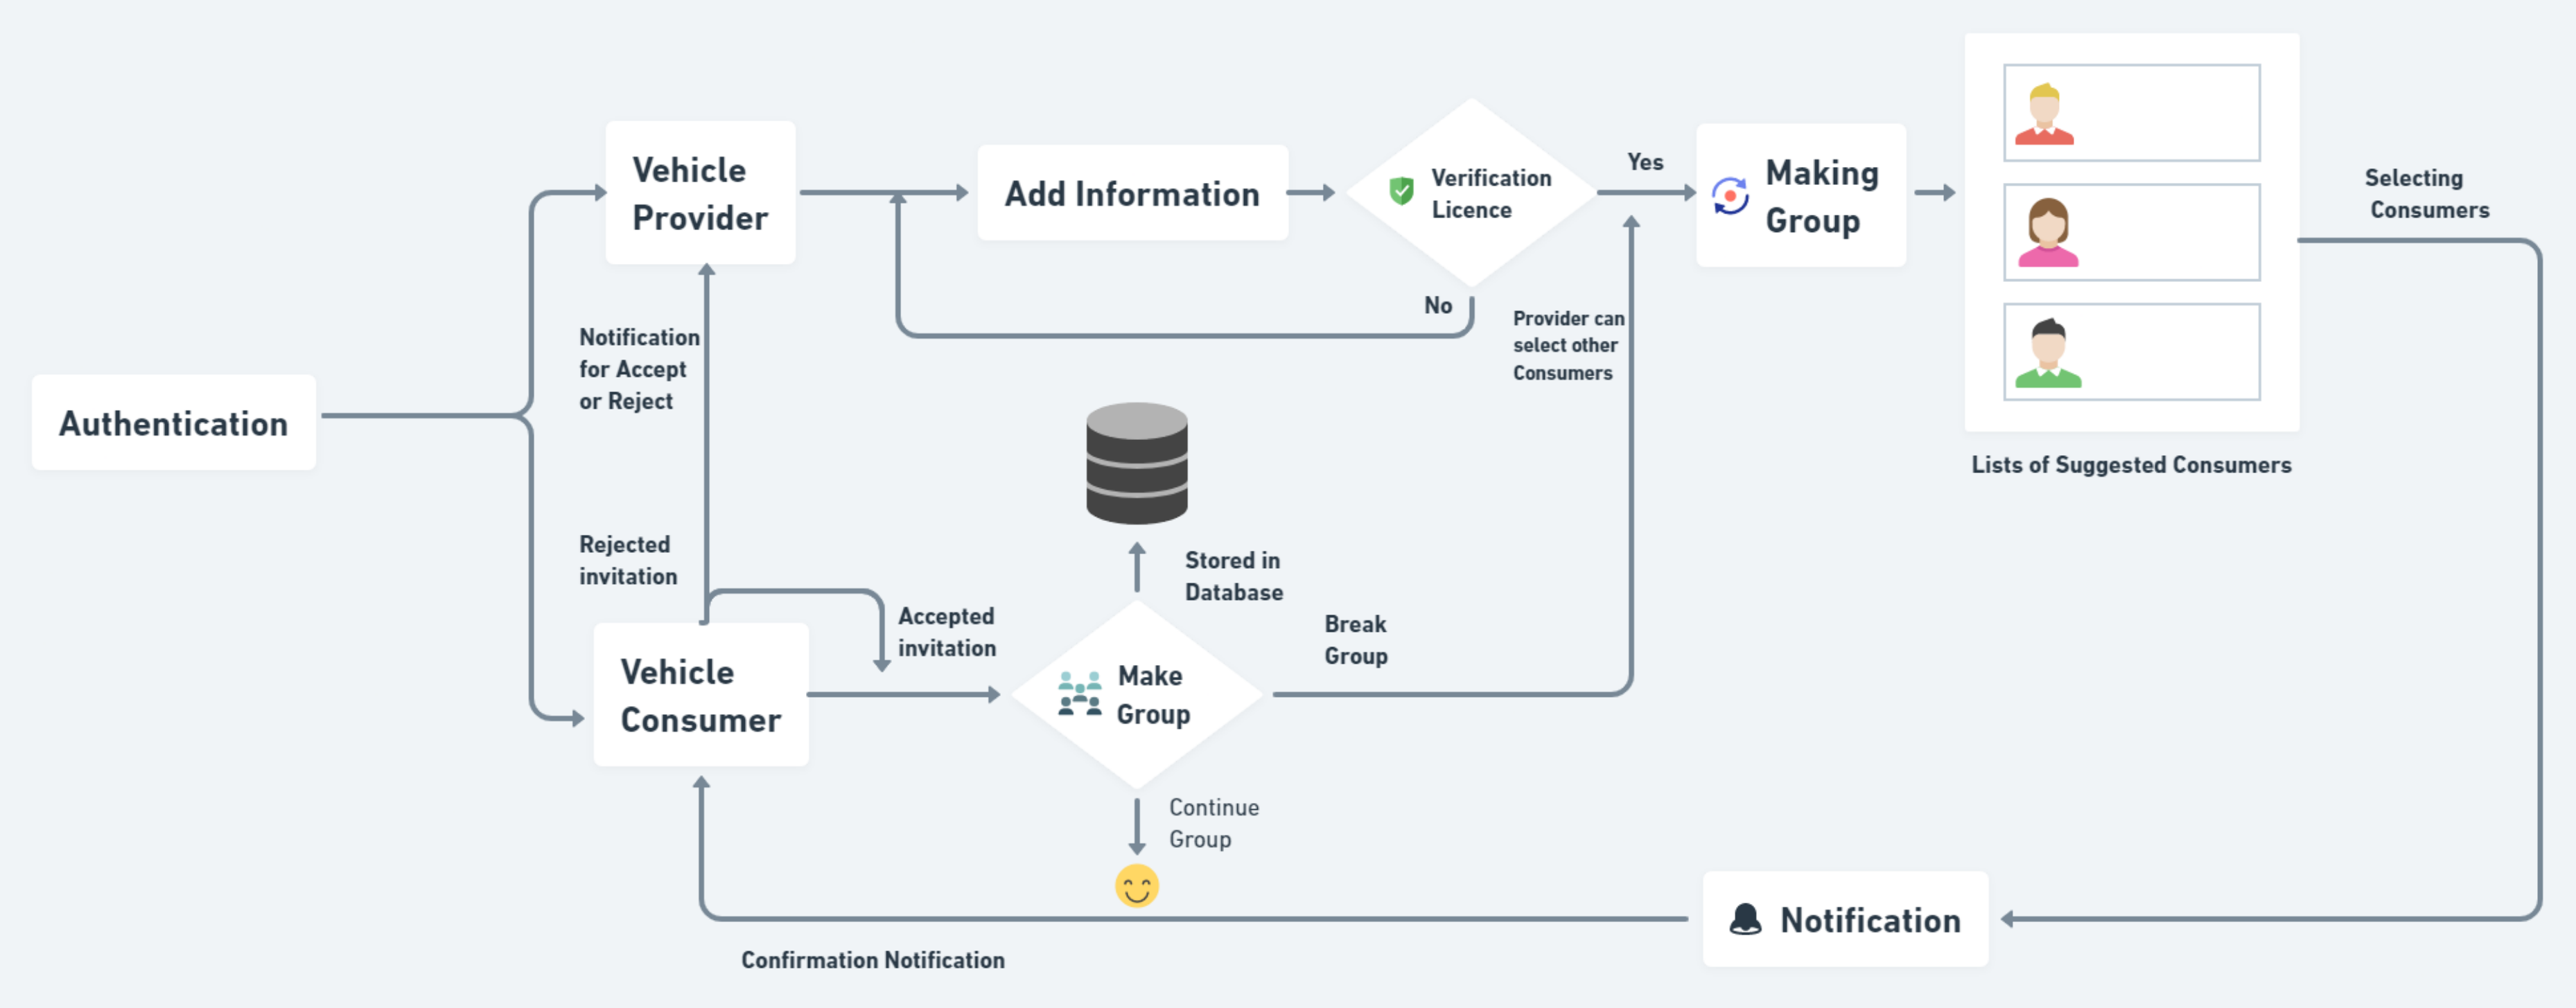 Vehicle
Provider
Add Information
Verification
Licence
Yes
Making
Group
Selecting
Consumers
No
Provider can
select other
Consumers
Notification
for Accept
or Reject
Authentication
Lists of Suggested Consumers
Rejected
invitation
Stored in
Database
Accepted
invitation
Break
Group
Vehicle
Consumer
Make
Group
Continue
Group
Notification
Confirmation Notification